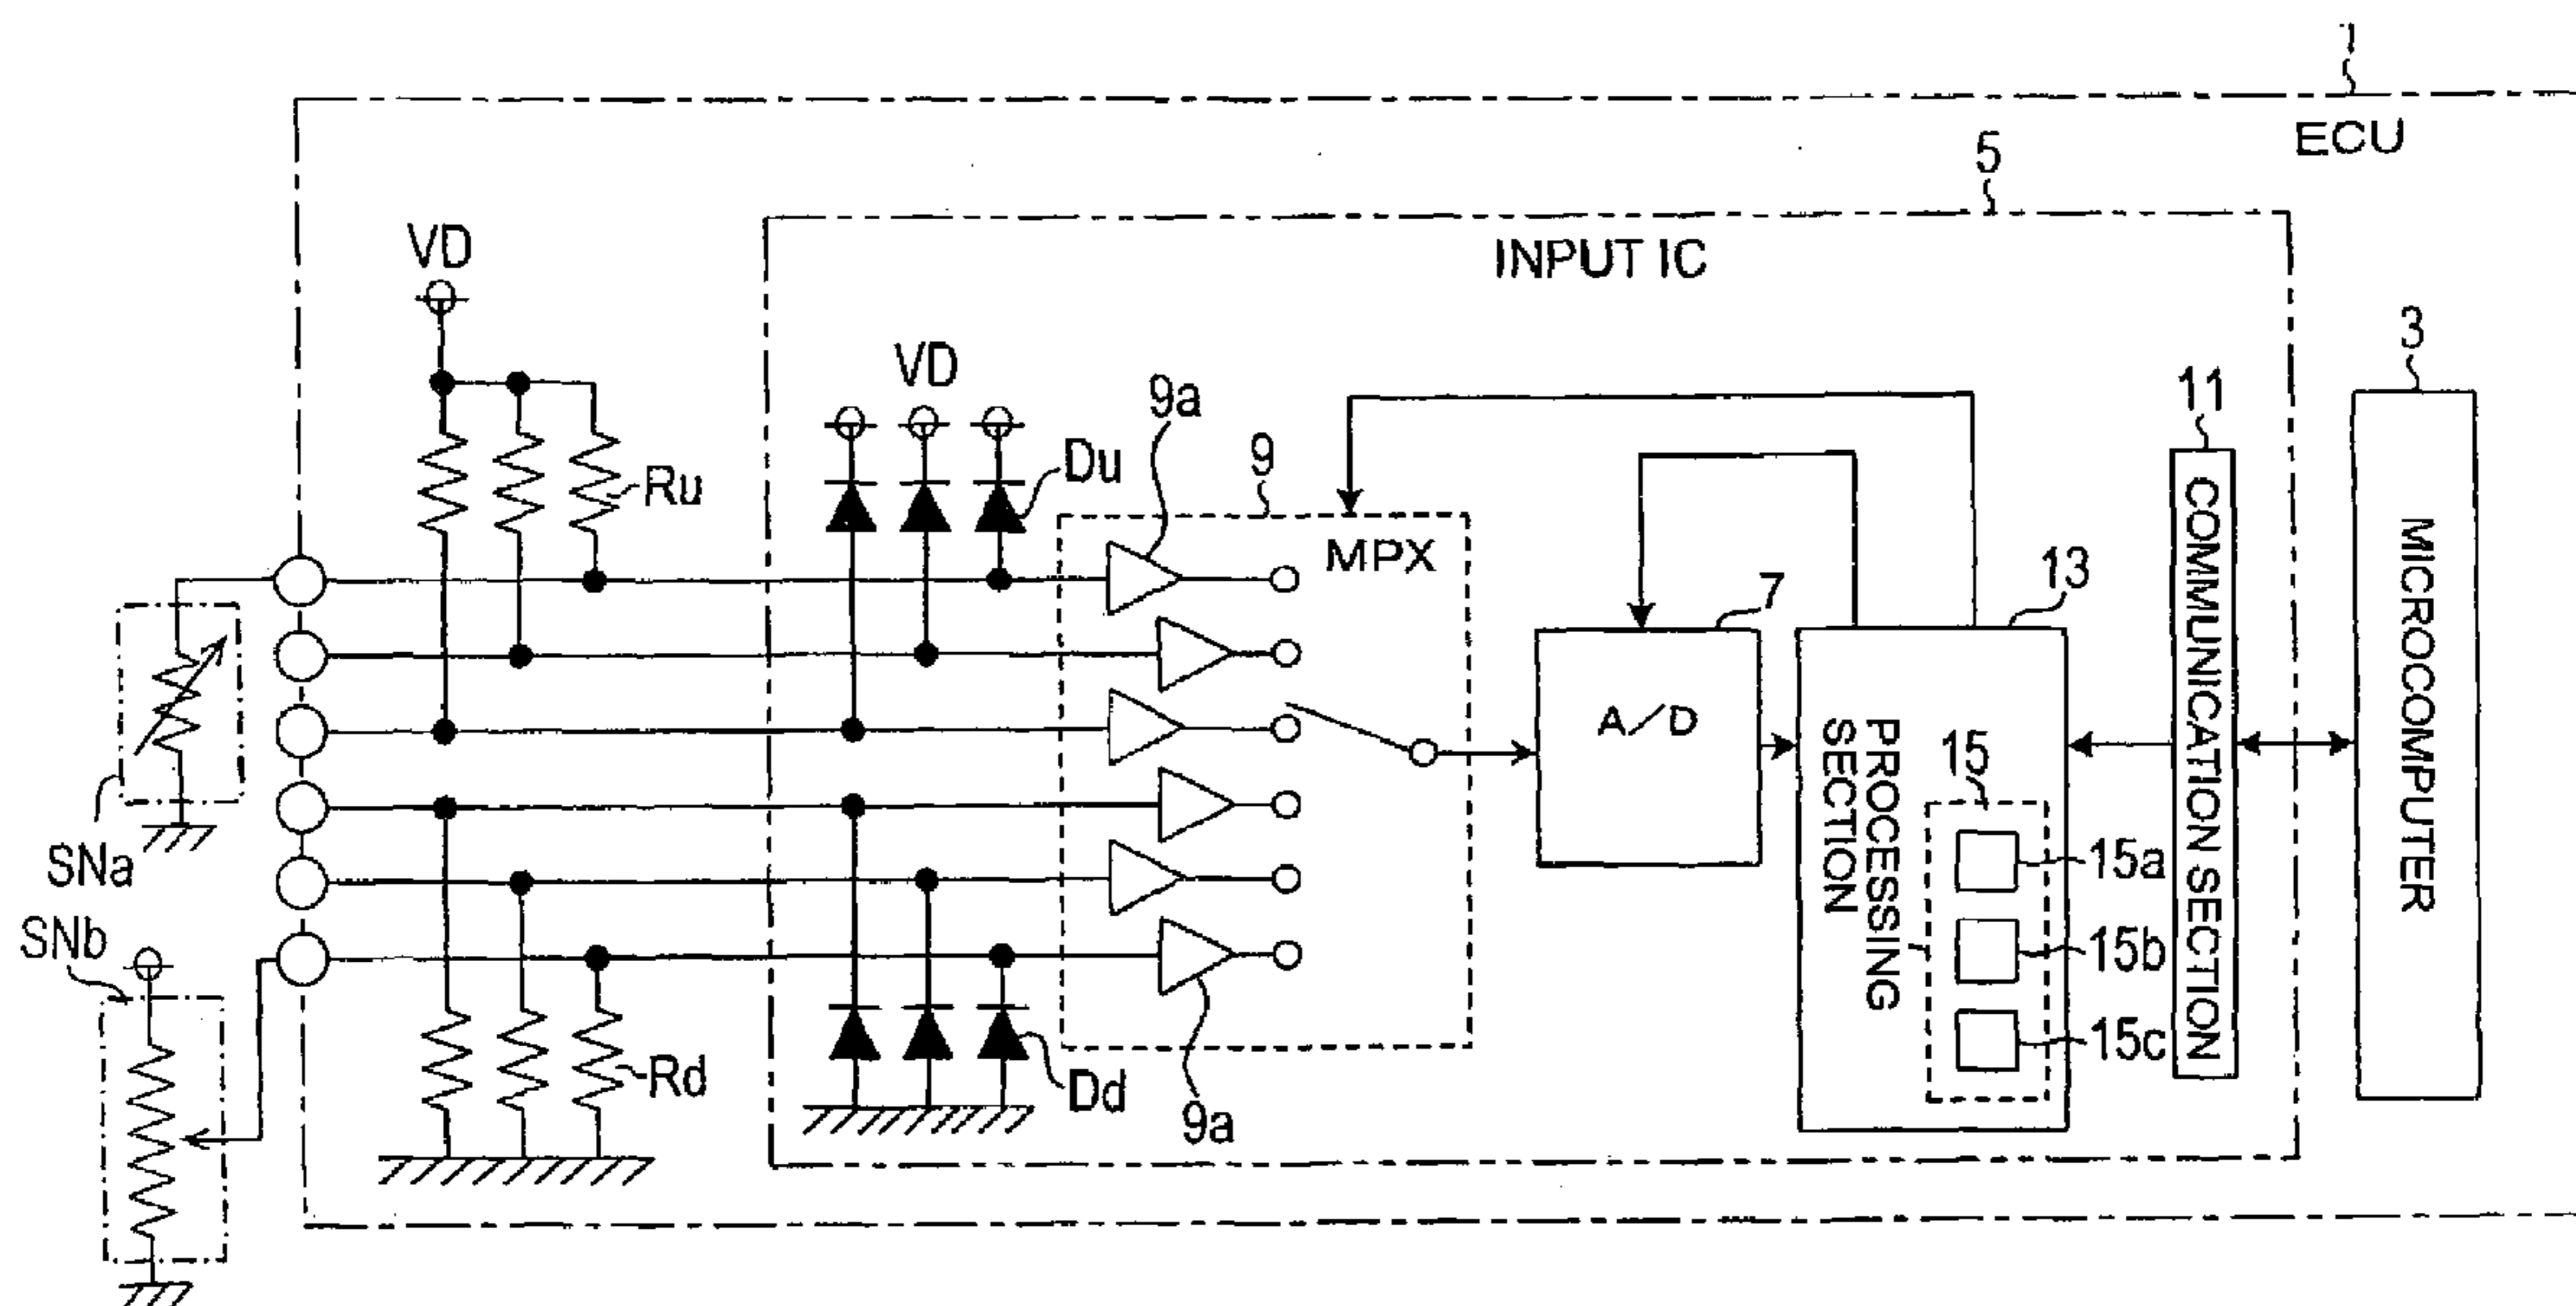 1
ECU
5
INPUT IC
VD
VD
9a
9
Du
Ru
MPX
11
3
13
7
A/D
PROCESSING
SECTION
15
15a
15b
15c
COMMUNICATION SECTION
MICROCOMPUTER
SNa
SNb
Rd
Dd
9a